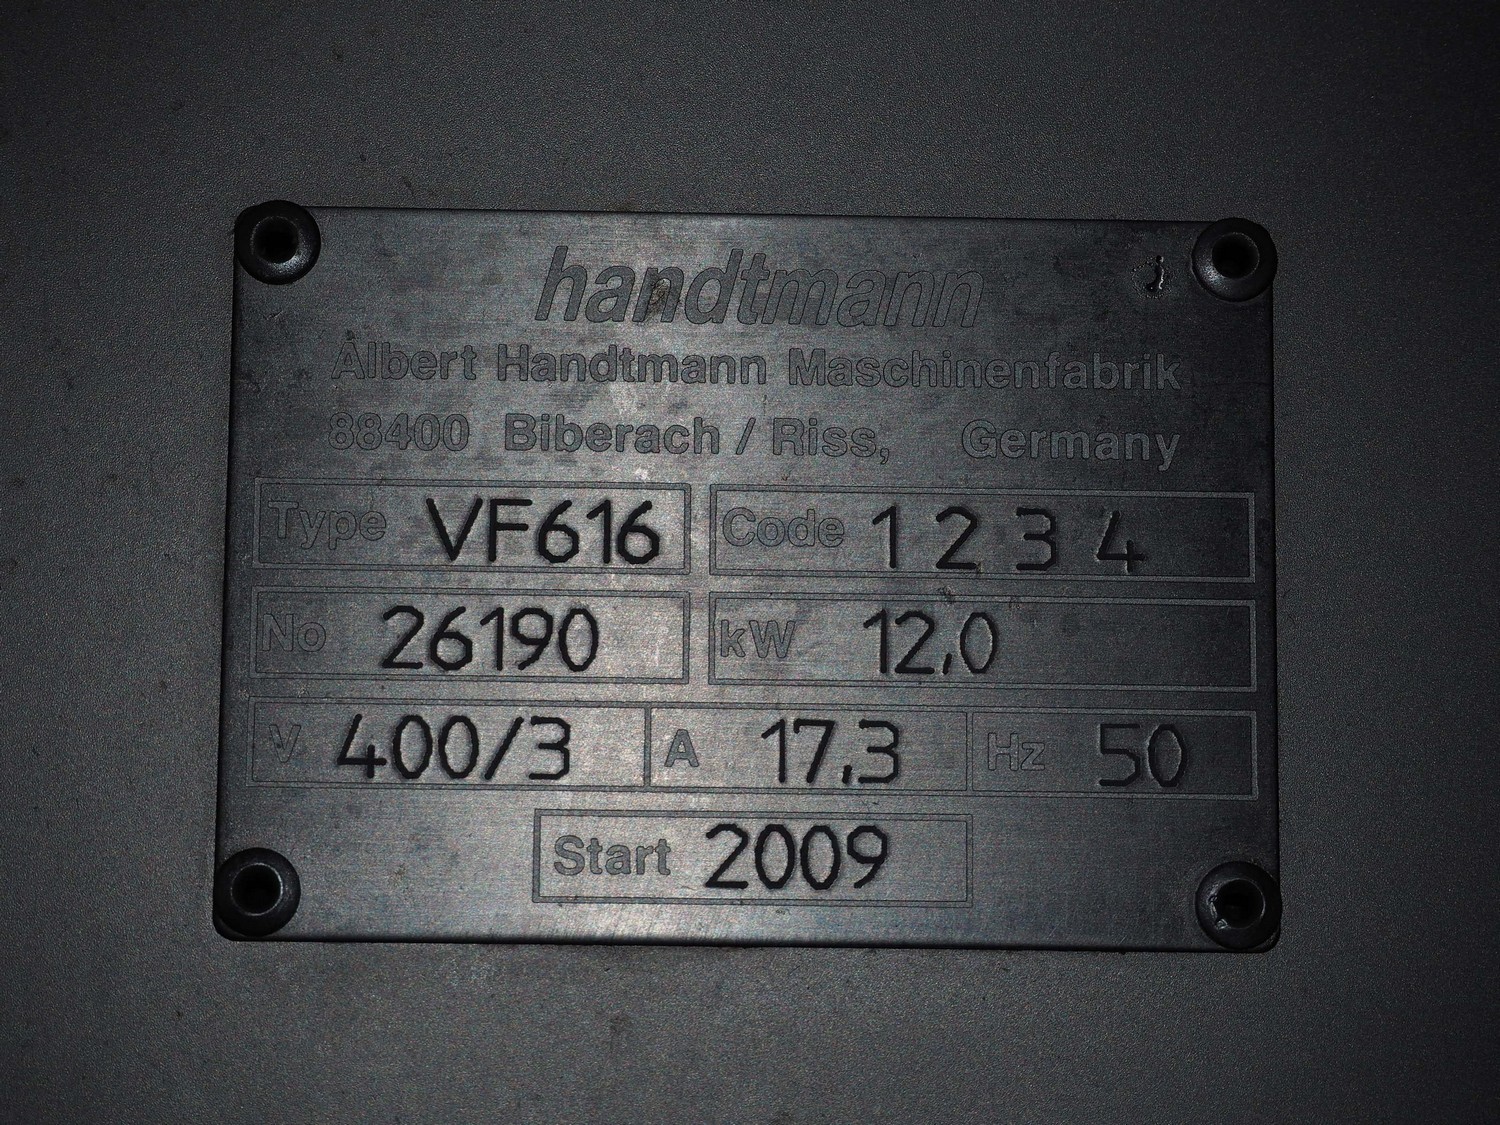 handtmann
Albert Handtmann Maschinenfabrik
88400 Biberach / Riss, Germany
Type VF616 Code 1 2 3 4
No 26190 kW 12,0
V 400/3 A 17,3 Hz 50
Start 2009